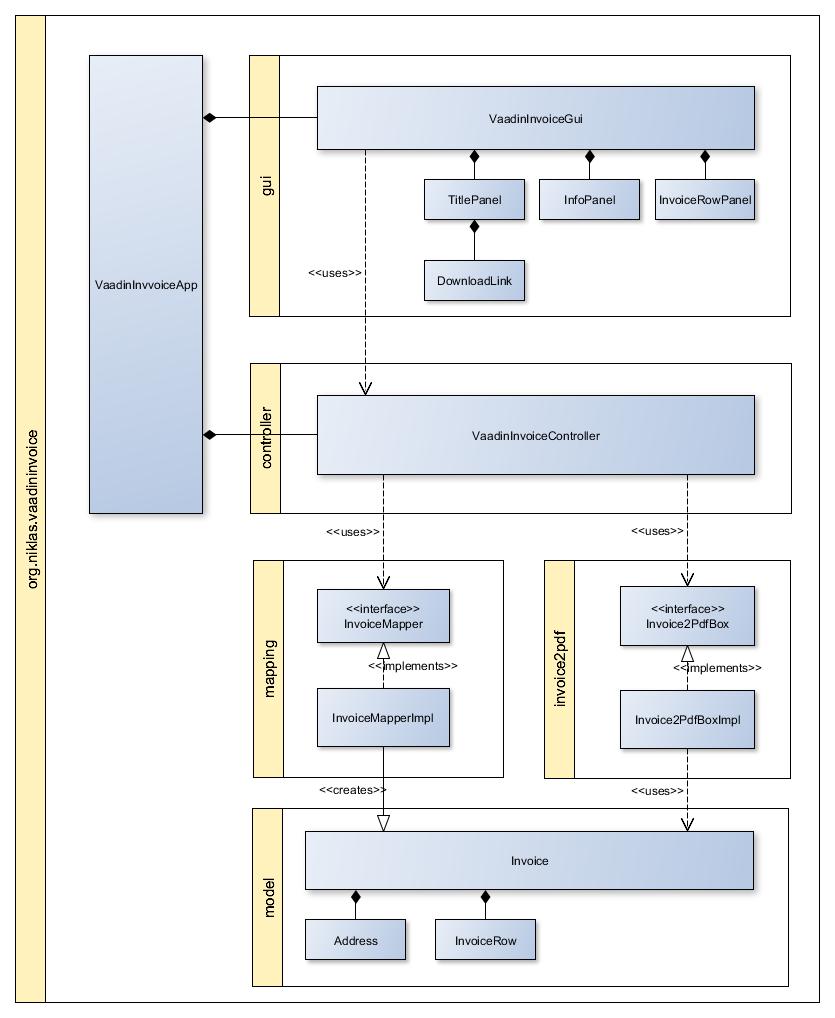 org.niklas.vaadininvoice
VaadinInvvoiceApp
gui
VaadinInvoiceGui
TitlePanel
InfoPanel
InvoiceRowPanel
<<uses>>
DownloadLink
controller
VaadinInvoiceController
<<uses>>
<<uses>>
mapping
<<interface>>
InvoiceMapper
<<implements>>
InvoiceMapperImpl
invoice2pdf
<<interface>>
Invoice2PdfBox
<<implements>>
Invoice2PdfBoxImpl
<<creates>>
<<uses>>
model
Invoice
Address
InvoiceRow